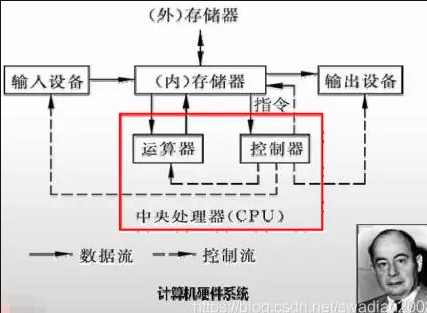 （外）存储器
输入设备
（内）存储器
输出设备
指令
运算器
控制器
中央处理器（CPU）
数据流
控制流
计算机硬件系统
https://blog.csdn.net/swadian2008